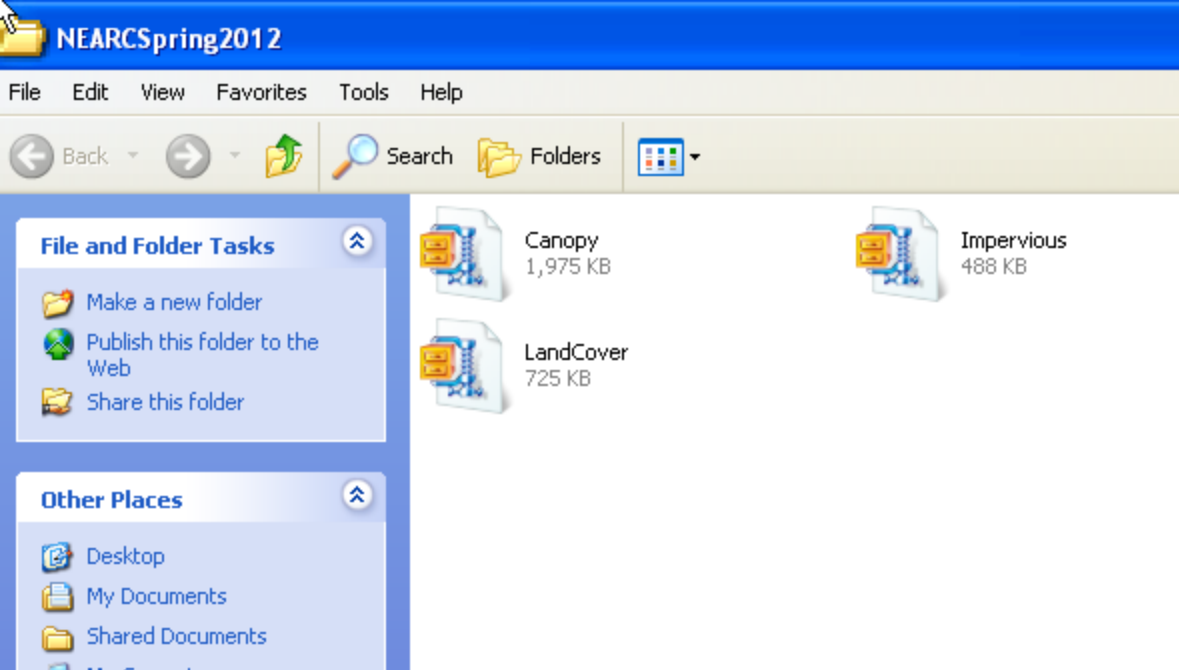 NEARCSpring2012
File Edit View Favorites Tools Help
Back Search Folders
File and Folder Tasks
Make a new folder
Publish this folder to the
Web
Share this folder
Other Places
Desktop
My Documents
Shared Documents
Canopy
1,975 KB
Impervious
488 KB
LandCover
725 KB